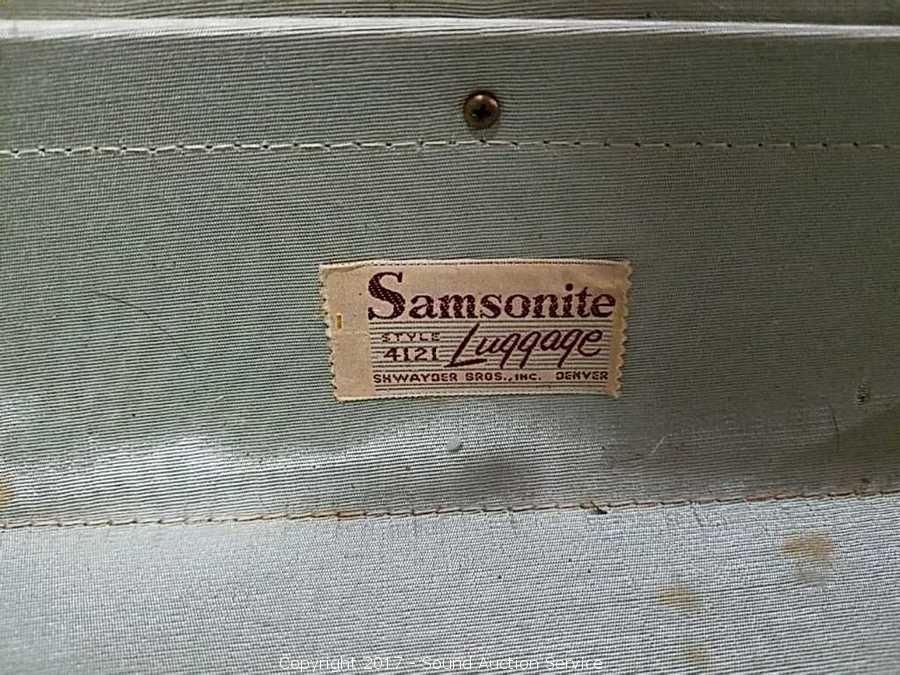 Samsonite
STYLE
4121 Luggage
SHWAYDER BROS., INC. DENVER
Copyright 2017 - Sound Auction Service